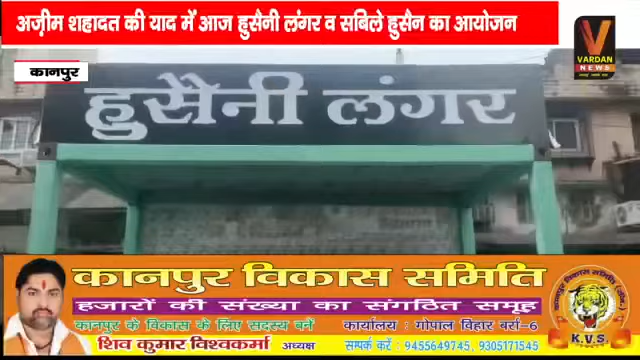 अज़ीम शहादत की याद में आज हुसैनी लंगर व सबिले हुसैन का आयोजन
VARDAN
NEWS
कानपुर
हुसैनी लंगर
कानपुर विकास समिति
हजारों की संख्या का संगठित समूह
कानपुर के विकास के लिए सदस्य बनें
कार्यालय : गोपाल विहार बर्रा-6
शिव कुमार विश्वकर्मा अध्यक्ष
सम्पर्क करें : 9455649745, 9305171545
K.V.S.